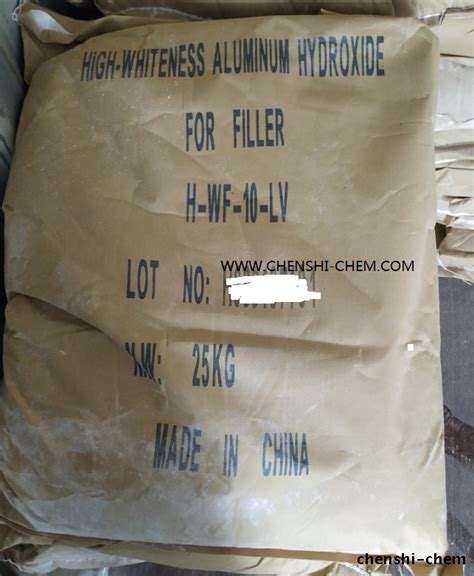 HIGH-WHITENESS ALUMINUM HYDROXIDE
FOR FILLER
H-WF-10-LV
WWW.CHENSHI-CHEM.COM
LOT NO:
N.W: 25KG
MADE IN CHINA
chenshi-chem